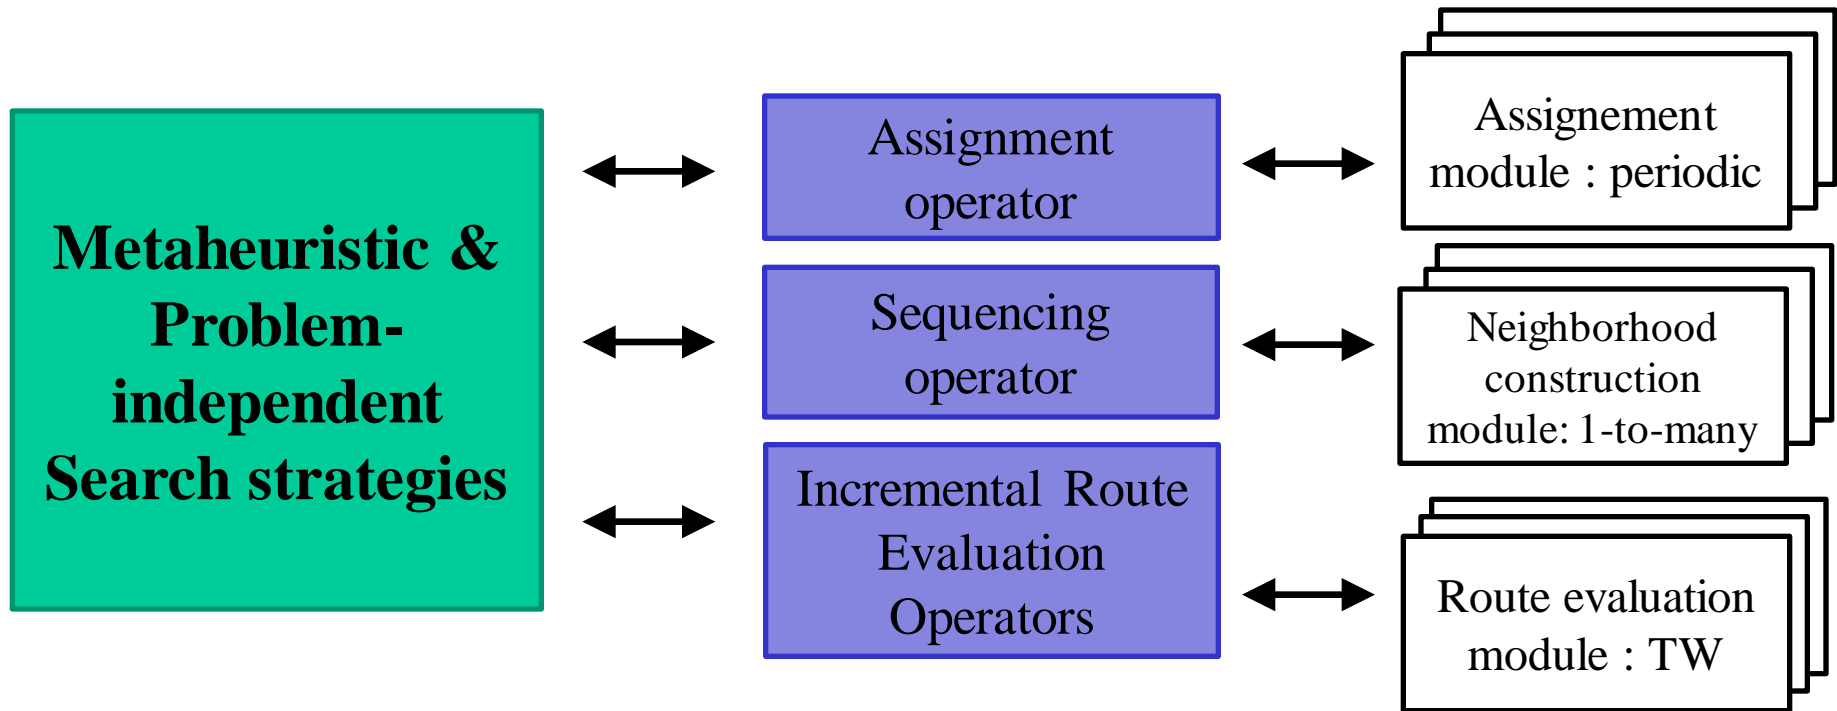 Metaheuristic &
Problem-
independent
Search strategies
Assignment
operator
Sequencing
operator
Incremental Route
Evaluation
Operators
Assignement
module : periodic
Neighborhood
construction
module: 1-to-many
Route evaluation
module : TW